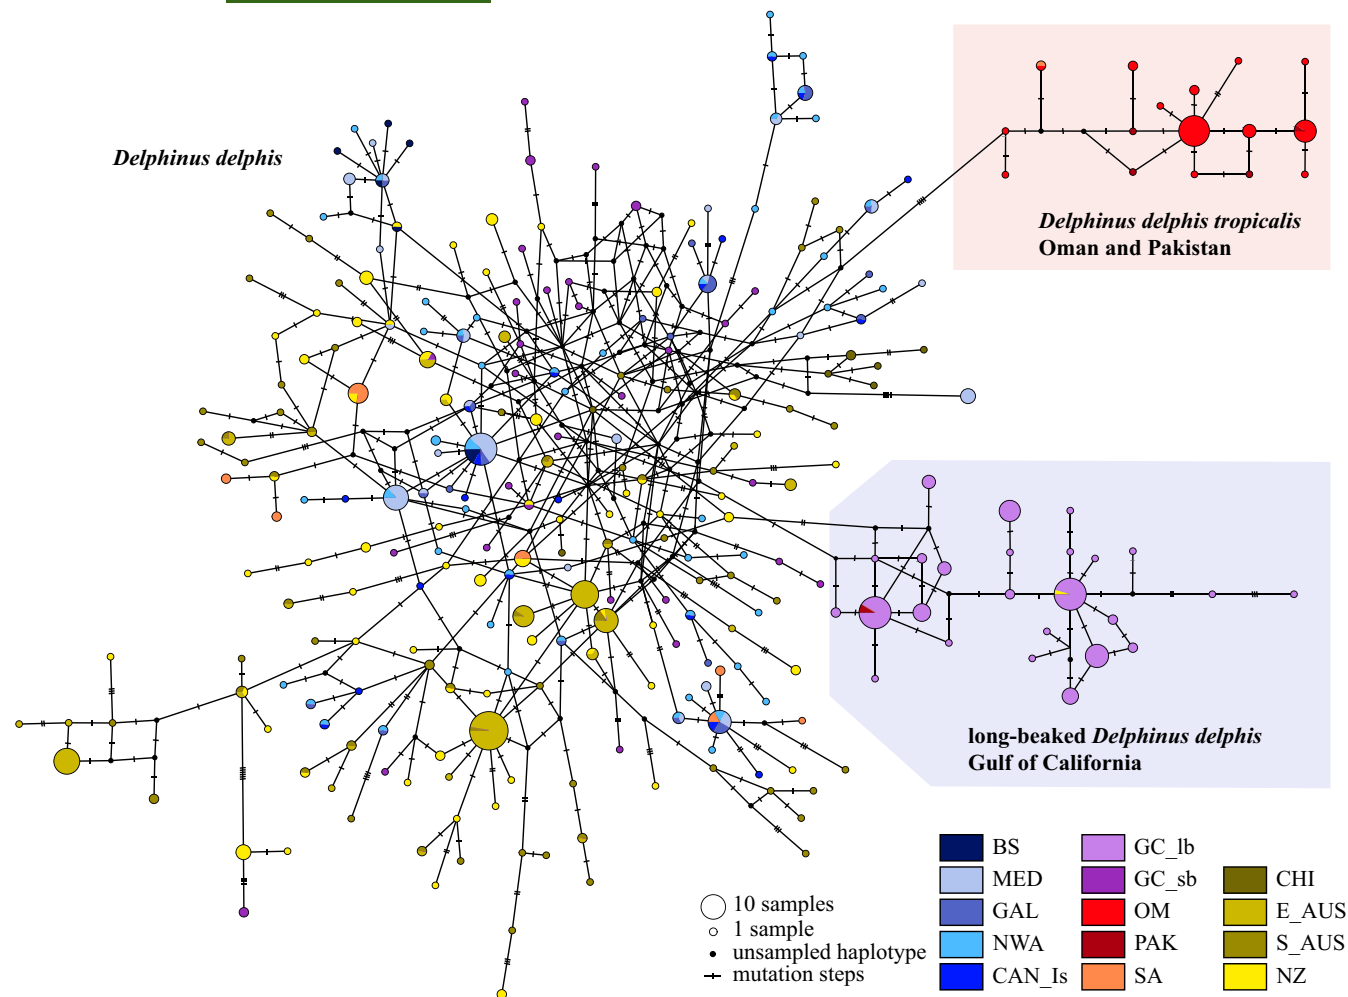 Delphinus delphis
Delphinus delphis tropicalis
Oman and Pakistan
long-beaked Delphinus delphis
Gulf of California
10 samples
1 sample
unsampled haplotype
mutation steps
BS
MED
GAL
NWA
CAN_Is
GC_lb
GC_sb
OM
PAK
SA
CHI
E_AUS
S_AUS
NZ